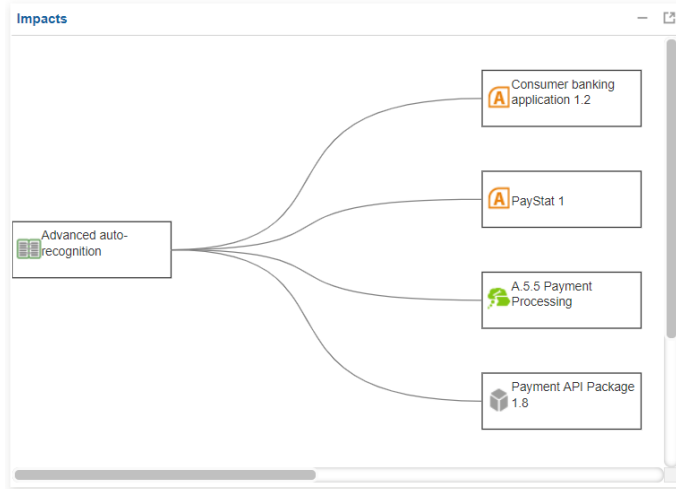 Impacts
Consumer banking
A application 1.2
A PayStat 1
Advanced auto-
recognition
A.5.5 Payment
Processing
Payment API Package
1.8